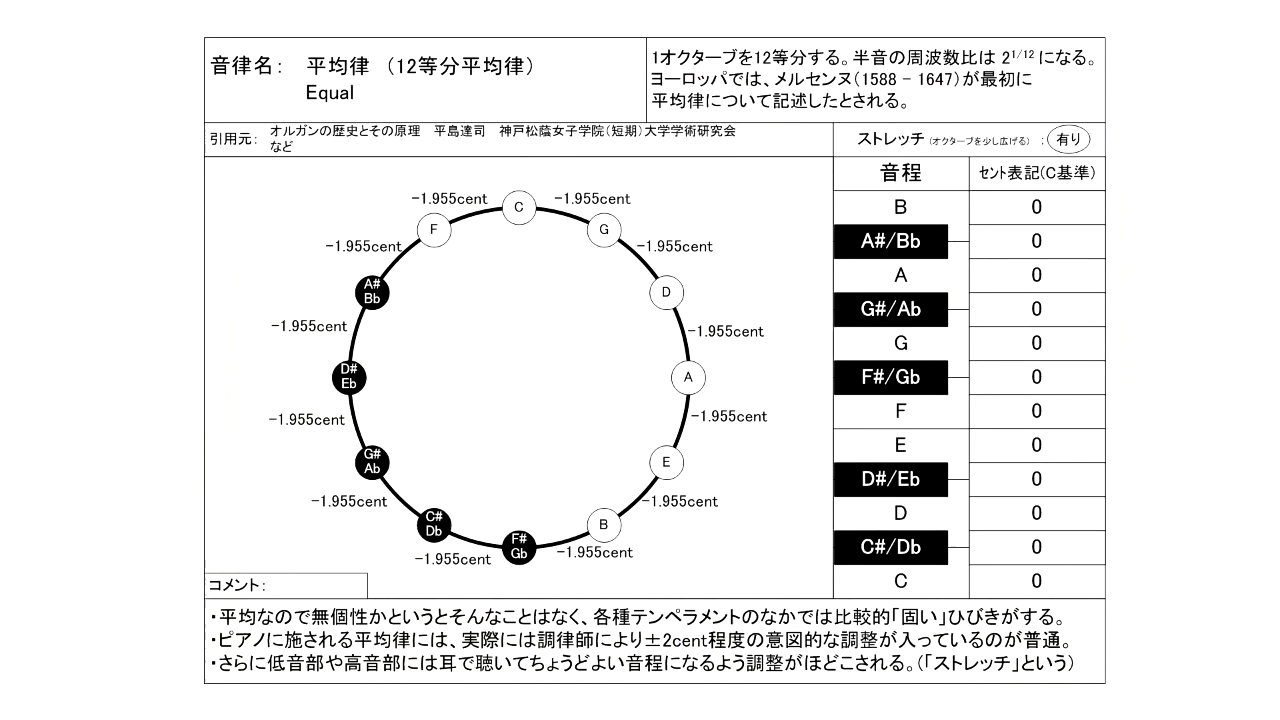 音律名： 平均律 （12等分平均律）
Equal
1オクターブを12等分する。半音の周波数比は 2^1/12 になる。
ヨーロッパでは、メルセンヌ（1588 - 1647）が最初に
平均律について記述したとされる。
引用元： オルガンの歴史とその原理 平島達司 神戸松蔭女子学院（短期）大学学術研究会
など
ストレッチ （オクターブを少し広げる） ： 有り
音程 セント表記（C基準）
B 0
A#/Bb 0
A 0
G#/Ab 0
G 0
F#/Gb 0
F 0
E 0
D#/Eb 0
D 0
C#/Db 0
C 0
-1.955cent
C
-1.955cent
G
-1.955cent
D
-1.955cent
A
-1.955cent
E
-1.955cent
B
-1.955cent
F#
Gb
-1.955cent
C#
Db
-1.955cent
G#
Ab
-1.955cent
D#
Eb
-1.955cent
A#
Bb
-1.955cent
F
コメント：
・平均なので無個性かというとそんなことはなく、各種テンペラメントのなかでは比較的「固い」ひびきがする。
・ピアノに施される平均律には、実際には調律師により±2cent程度の意図的な調整が入っているのが普通。
・さらに低音部や高音部には耳で聴いてちょうどよい音程になるよう調整がほどこされる。（「ストレッチ」という）